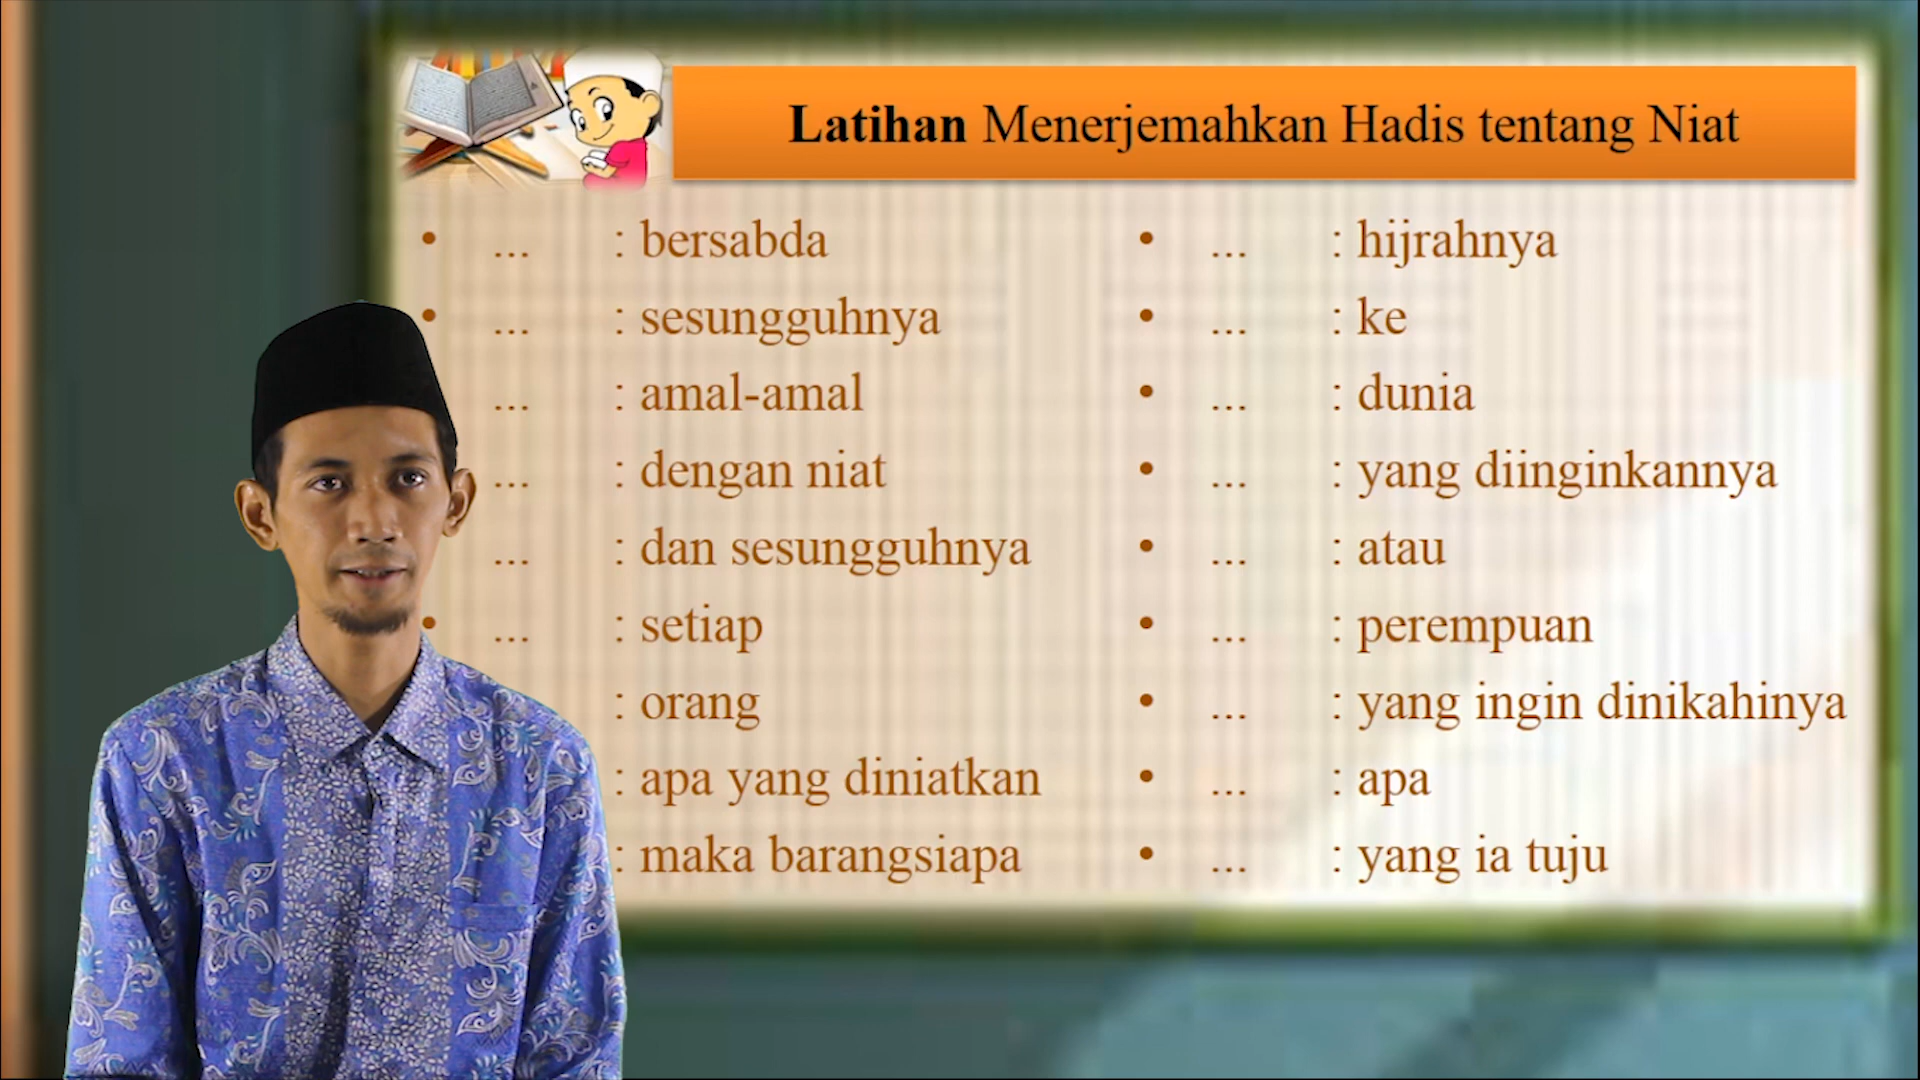 Latihan Menerjemahkan Hadis tentang Niat
• ... : bersabda
• ... : sesungguhnya
... : amal-amal
... : dengan niat
... : dan sesungguhnya
• ... : setiap
: orang
: apa yang diniatkan
: maka barangsiapa
• ... : hijrahnya
• ... : ke
• ... : dunia
• ... : yang diinginkannya
• ... : atau
• ... : perempuan
• ... : yang ingin dinikahinya
• ... : apa
• ... : yang ia tuju